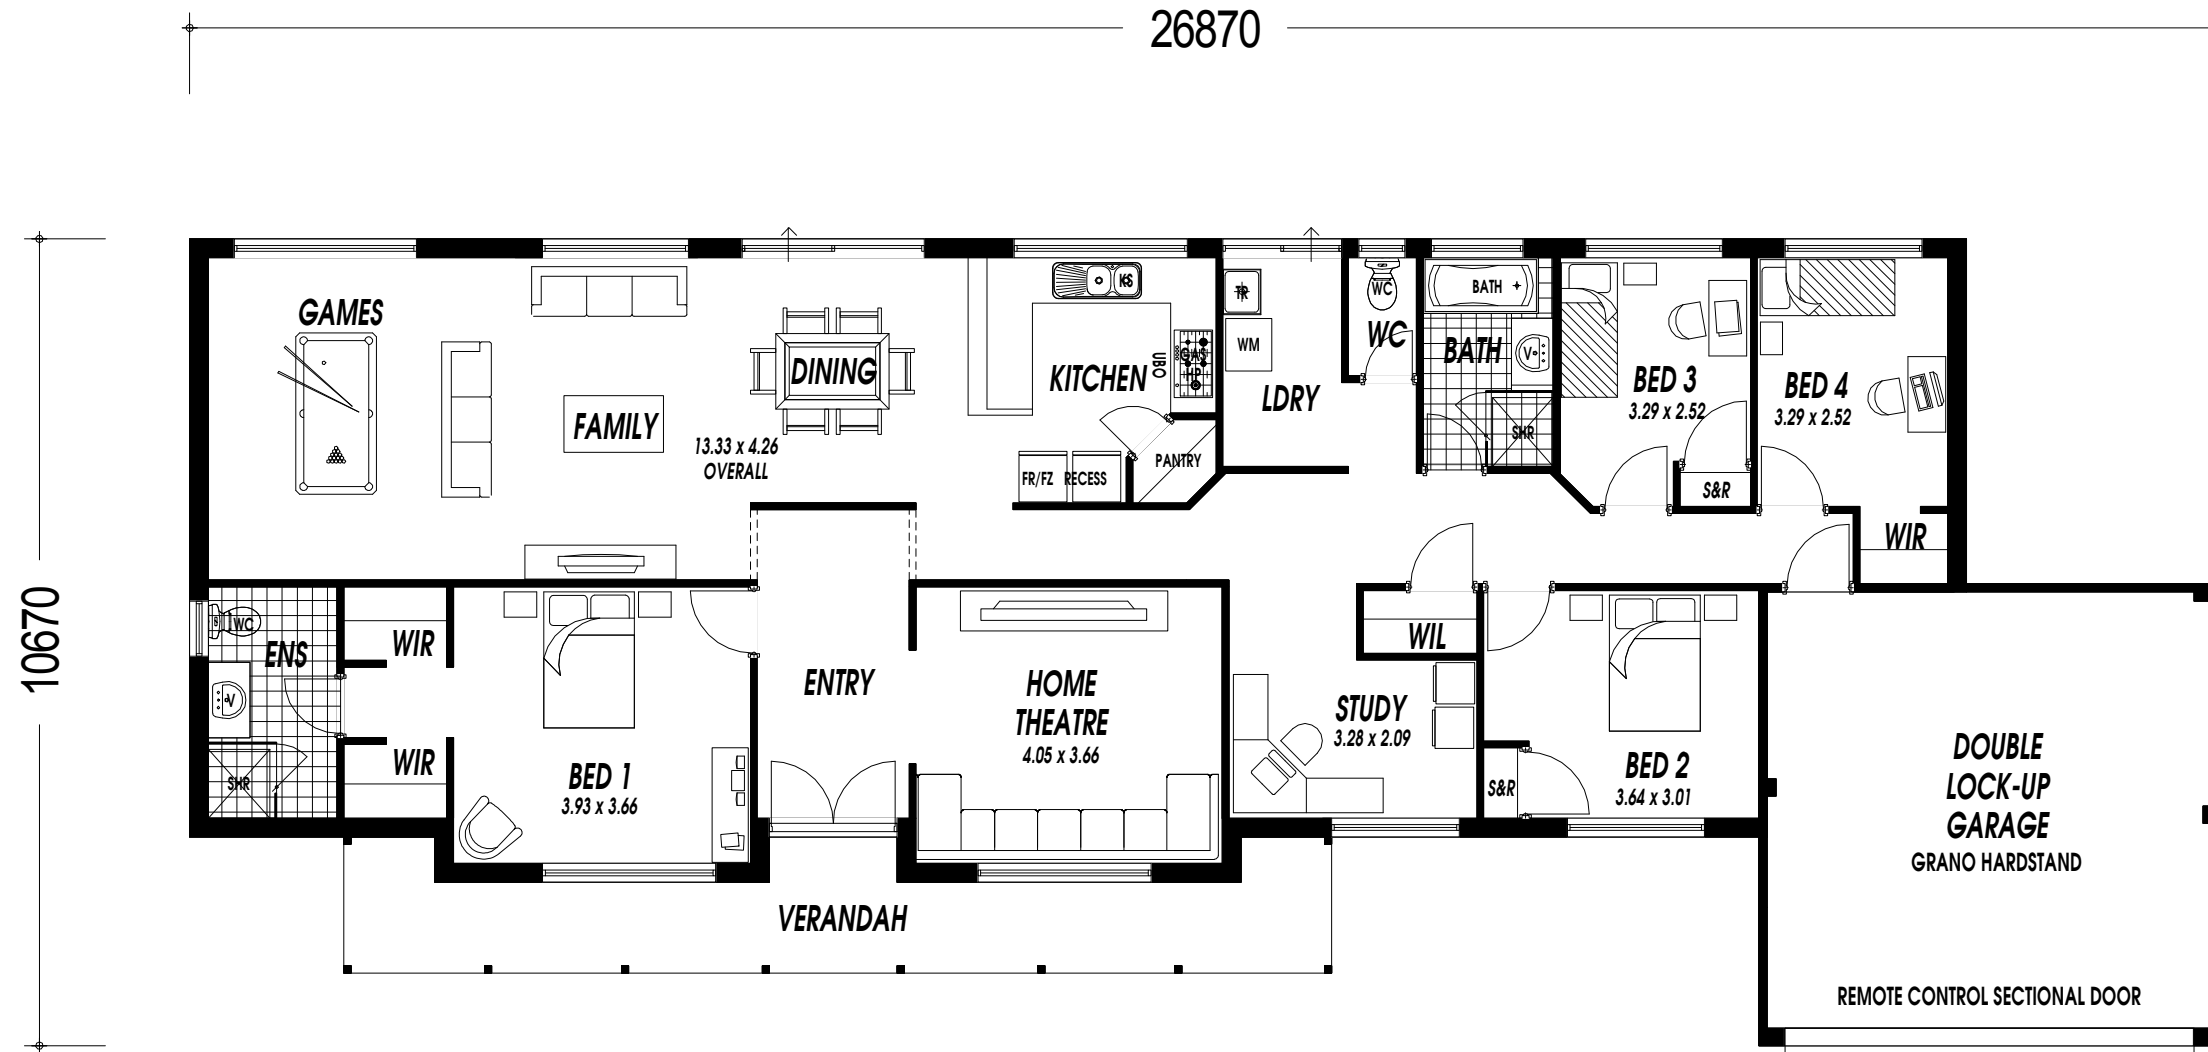 26870
10670
GAMES
FAMILY
13.33 x 4.26
OVERALL
DINING
KITCHEN
KS
UBO
GAS
HP
FR/FZ RECESS
PANTRY
TR
WM
LDRY
WC
WC
BATH
BATH
V
SHR
BED 3
3.29 x 2.52
S&R
BED 4
3.29 x 2.52
WIR
WC
ENS
V
SHR
WIR
WIR
BED 1
3.93 x 3.66
ENTRY
HOME
THEATRE
4.05 x 3.66
WIL
STUDY
3.28 x 2.09
S&R
BED 2
3.64 x 3.01
DOUBLE
LOCK-UP
GARAGE
GRANO HARDSTAND
VERANDAH
REMOTE CONTROL SECTIONAL DOOR